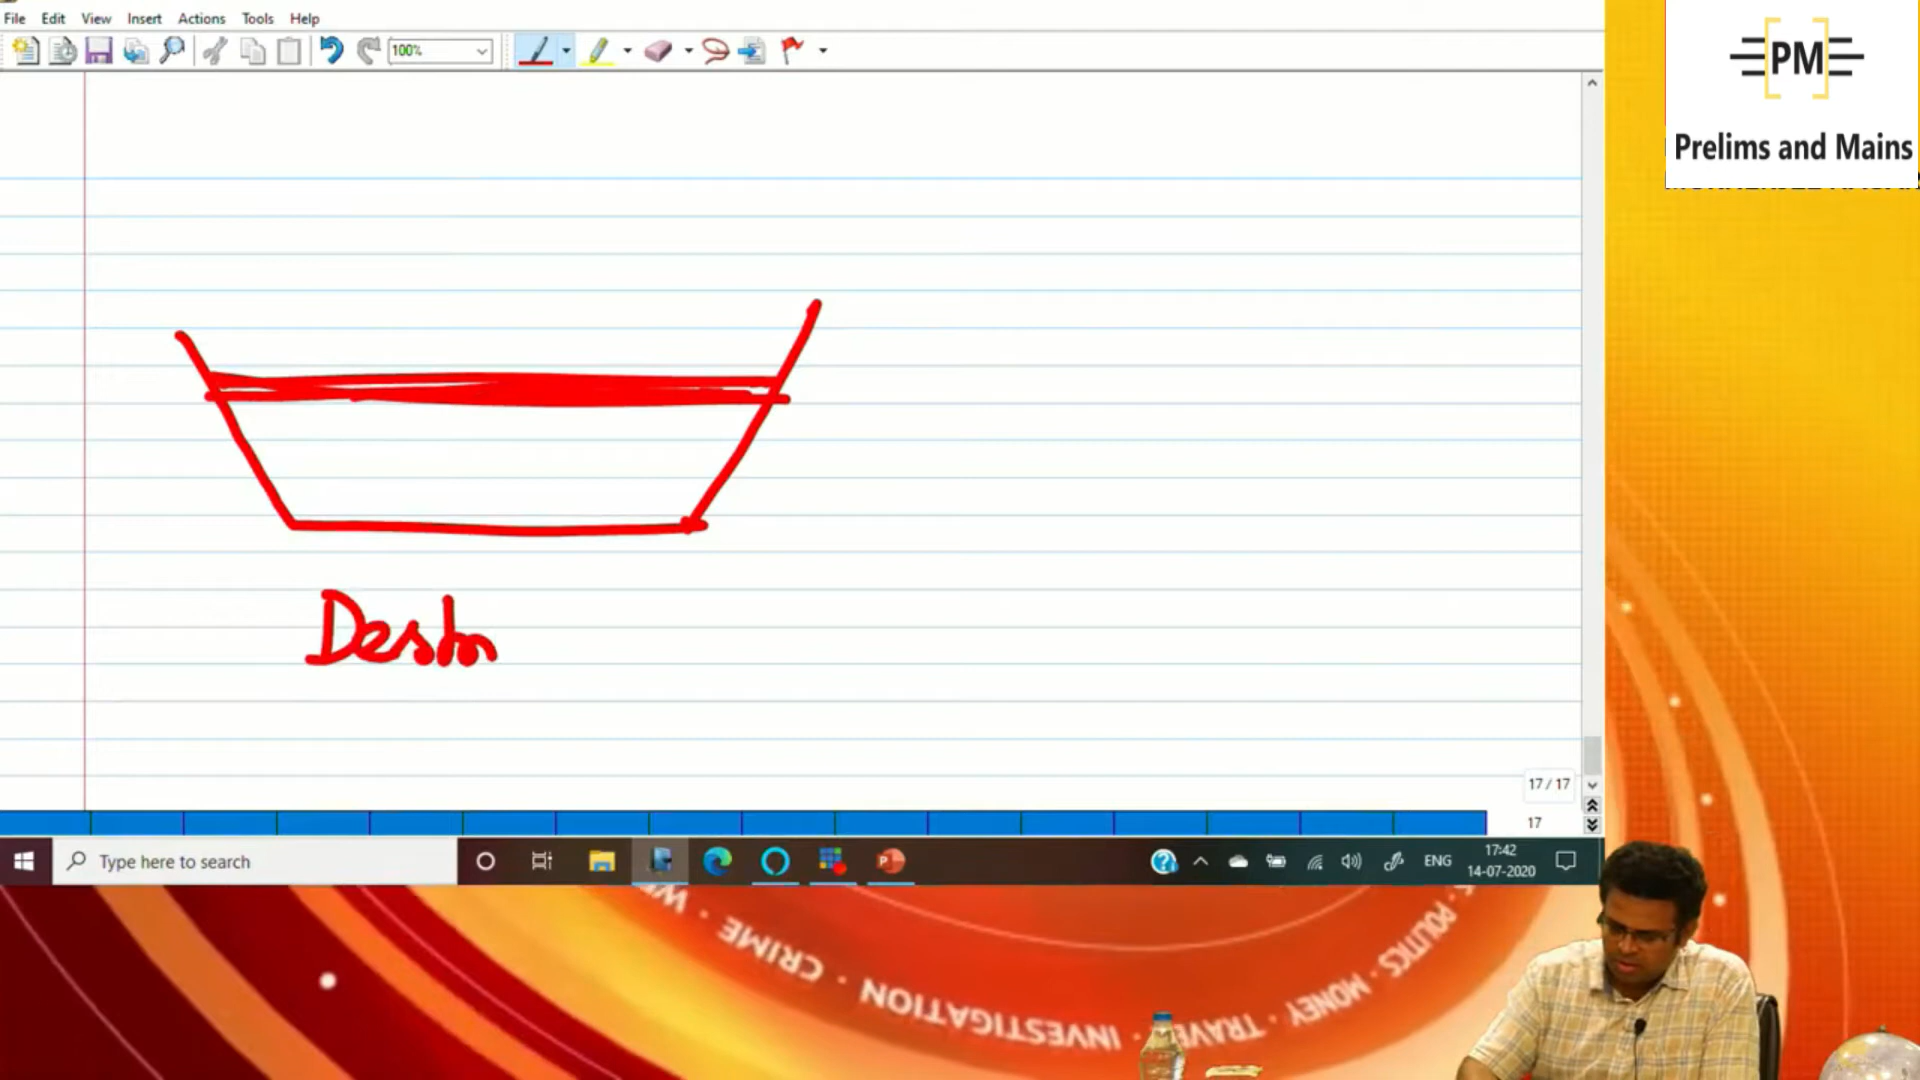 File Edit View Insert Actions Tools Help
100%
PM
Prelims and Mains
Destr
17 / 17
17
Type here to search
ENG
17:42
14-07-2020
CRIME · INVESTIGATION · TRAVEL · MONEY · POLITICS